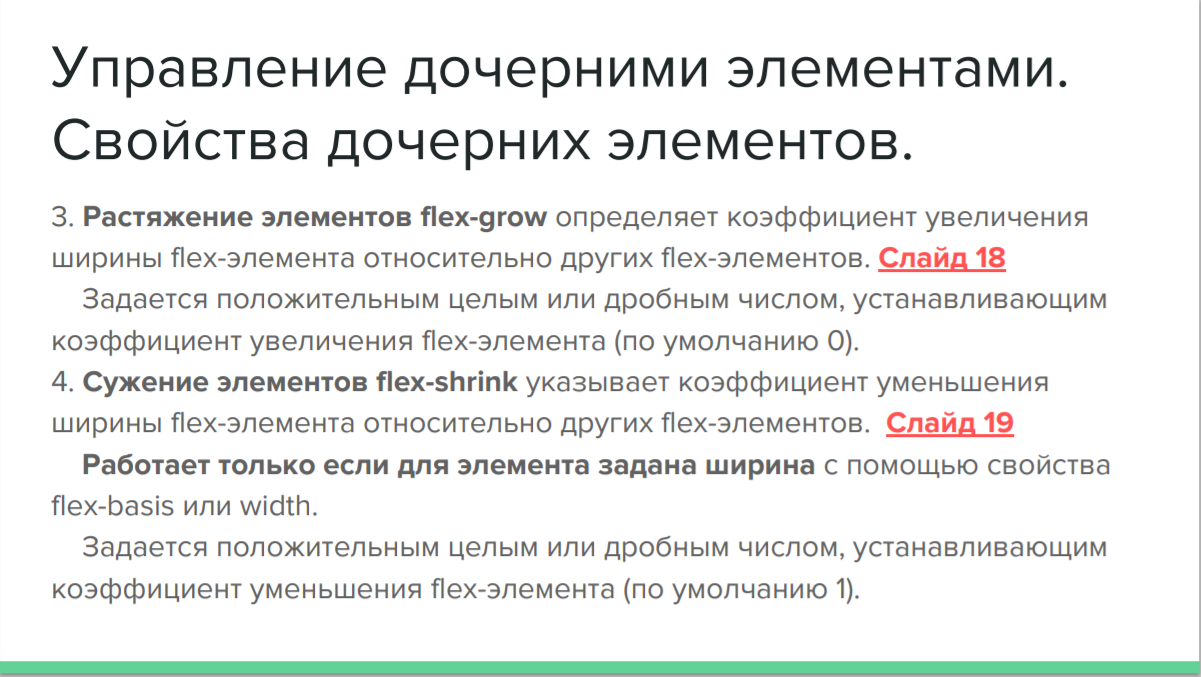 Управление дочерними элементами.
Свойства дочерних элементов.
3. Растяжение элементов flex-grow определяет коэффициент увеличения
ширины flex-элемента относительно других flex-элементов. Слайд 18
Задается положительным целым или дробным числом, устанавливающим
коэффициент увеличения flex-элемента (по умолчанию 0).
4. Сужение элементов flex-shrink указывает коэффициент уменьшения
ширины flex-элемента относительно других flex-элементов. Слайд 19
Работает только если для элемента задана ширина с помощью свойства
flex-basis или width.
Задается положительным целым или дробным числом, устанавливающим
коэффициент уменьшения flex-элемента (по умолчанию 1).